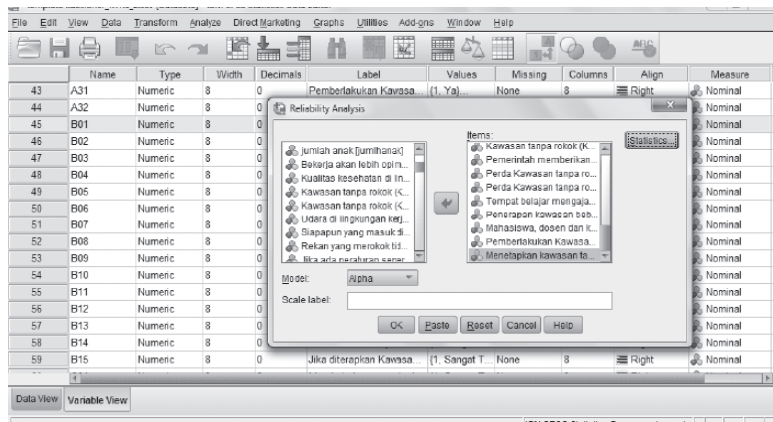 File Edit View Data Transform Analyze Direct Marketing Graphs Utilities Add-ons Window Help
Name Type Width Decimals Label Values Missing Columns Align Measure
43 A31 Numeric 8 0 Pemberlakukan Kawasa... {1, Ya}... None 8 Right Nominal
44 A32 Numeric 8 0 Nominal
45 B01 Numeric 8 0 Nominal
46 B02 Numeric 8 0 Nominal
47 B03 Numeric 8 0 Nominal
48 B04 Numeric 8 0 Nominal
49 B05 Numeric 8 0 Nominal
50 B06 Numeric 8 0 Nominal
51 B07 Numeric 8 0 Nominal
52 B08 Numeric 8 0 Nominal
53 B09 Numeric 8 0 Nominal
54 B10 Numeric 8 0 Nominal
55 B11 Numeric 8 0 Nominal
56 B12 Numeric 8 0 Nominal
57 B13 Numeric 8 0 Nominal
58 B14 Numeric 8 0 Nominal
59 B15 Numeric 8 0 Jika diterapkan Kawasa... {1, Sangat T... None 8 Right Nominal
Reliability Analysis
jumlah anak [jumlhanak]
Bekerja akan lebih optim...
Kualitas kesehatan di lin...
Kawasan tanpa rokok (K...
Kawasan tanpa rokok (K...
Udara di lingkungan kerj...
Siapapun yang masuk di...
Rekan yang merokok tid...
Jika ada peraturan seper...
Items:
Kawasan tanpa rokok (K...
Pemerintah memberikan...
Perda Kawasan tanpa ro...
Perda Kawasan tanpa ro...
Tempat belajar mengaja...
Penerapan kawasan beb...
Mahasiswa, dosen dan k...
Pemberlakukan Kawasa...
Menetapkan kawasan ta...
Statistics...
Model: Alpha
Scale label:
OK Paste Reset Cancel Help
Data View Variable View